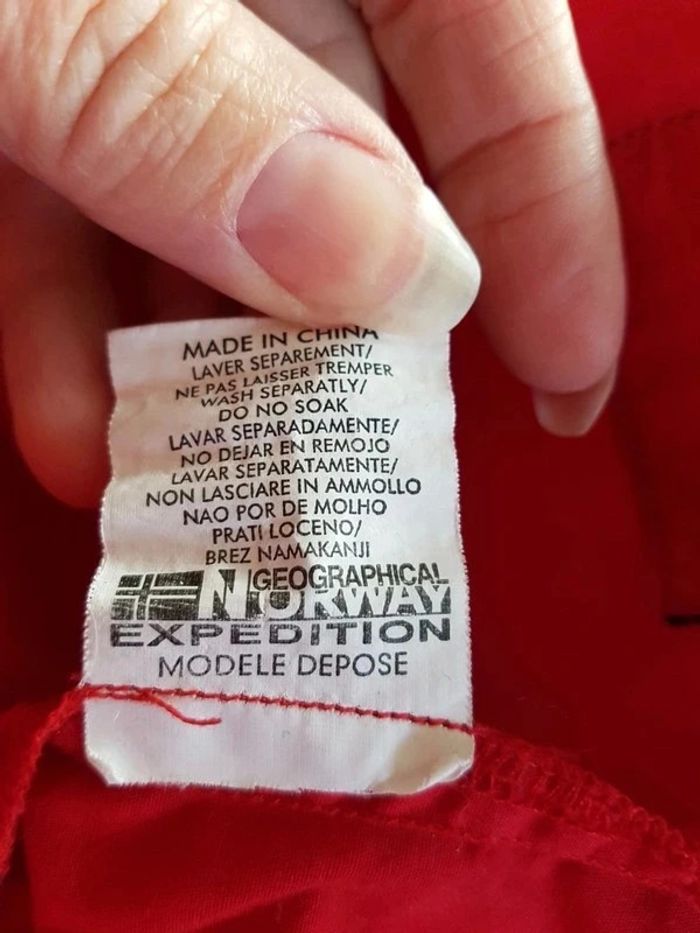 MADE IN CHINA
LAVER SEPAREMENT/
NE PAS LAISSER TREMPER
WASH SEPARATLY/
DO NO SOAK
LAVAR SEPARADAMENTE/
NO DEJAR EN REMOJO
LAVAR SEPARATAMENTE/
NON LASCIARE IN AMMOLLO
NAO POR DE MOLHO
PRATI LOCENO/
BREZ NAMAKANJI
GEOGRAPHICAL
NORWAY
EXPEDITION
MODELE DEPOSE